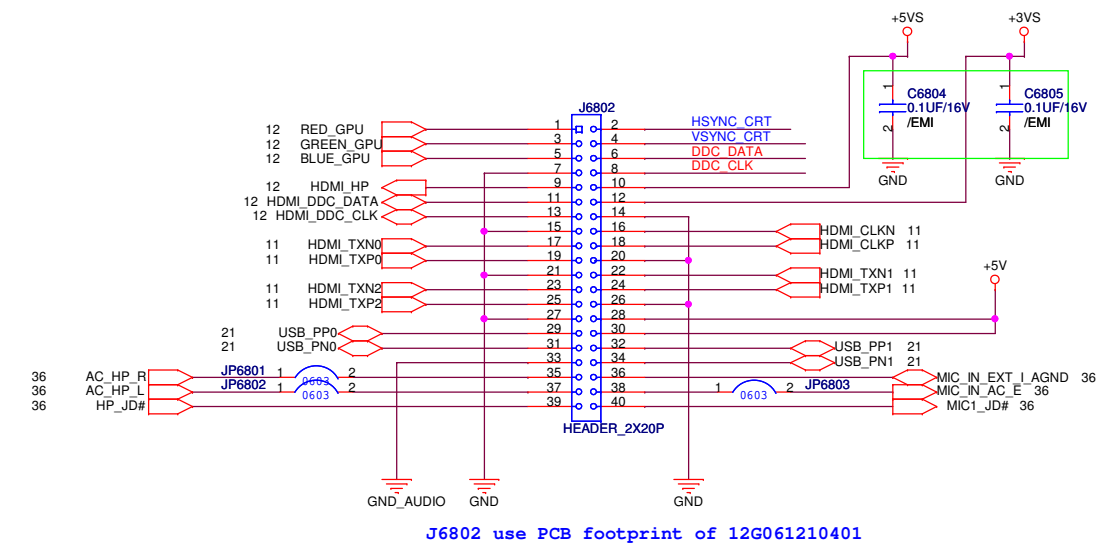 +5VS +3VS
1 C6804 0.1UF/16V /EMI 2
1 C6805 0.1UF/16V /EMI 2
GND GND
J6802
12 RED_GPU 1 2 HSYNC_CRT
12 GREEN_GPU 3 4 VSYNC_CRT
12 BLUE_GPU 5 6 DDC_DATA
7 8 DDC_CLK
12 HDMI_HP 9 10
12 HDMI_DDC_DATA 11 12
12 HDMI_DDC_CLK 13 14
15 16 HDMI_CLKN 11
11 HDMI_TXN0 17 18 HDMI_CLKP 11
11 HDMI_TXP0 19 20
21 22 HDMI_TXN1 11
11 HDMI_TXN2 23 24 HDMI_TXP1 11
11 HDMI_TXP2 25 26
+5V
27 28
21 USB_PP0 29 30
21 USB_PN0 31 32 USB_PP1 21
33 34 USB_PN1 21
36 AC_HP_R JP6801 1 0603 2 35 36 MIC_IN_EXT_I_AGND 36
36 AC_HP_L JP6802 1 0603 2 37 38 1 0603 2 JP6803 MIC_IN_AC_E 36
36 HP_JD# 39 40 MIC1_JD# 36
HEADER_2X20P
GND_AUDIO GND GND
J6802 use PCB footprint of 12G061210401